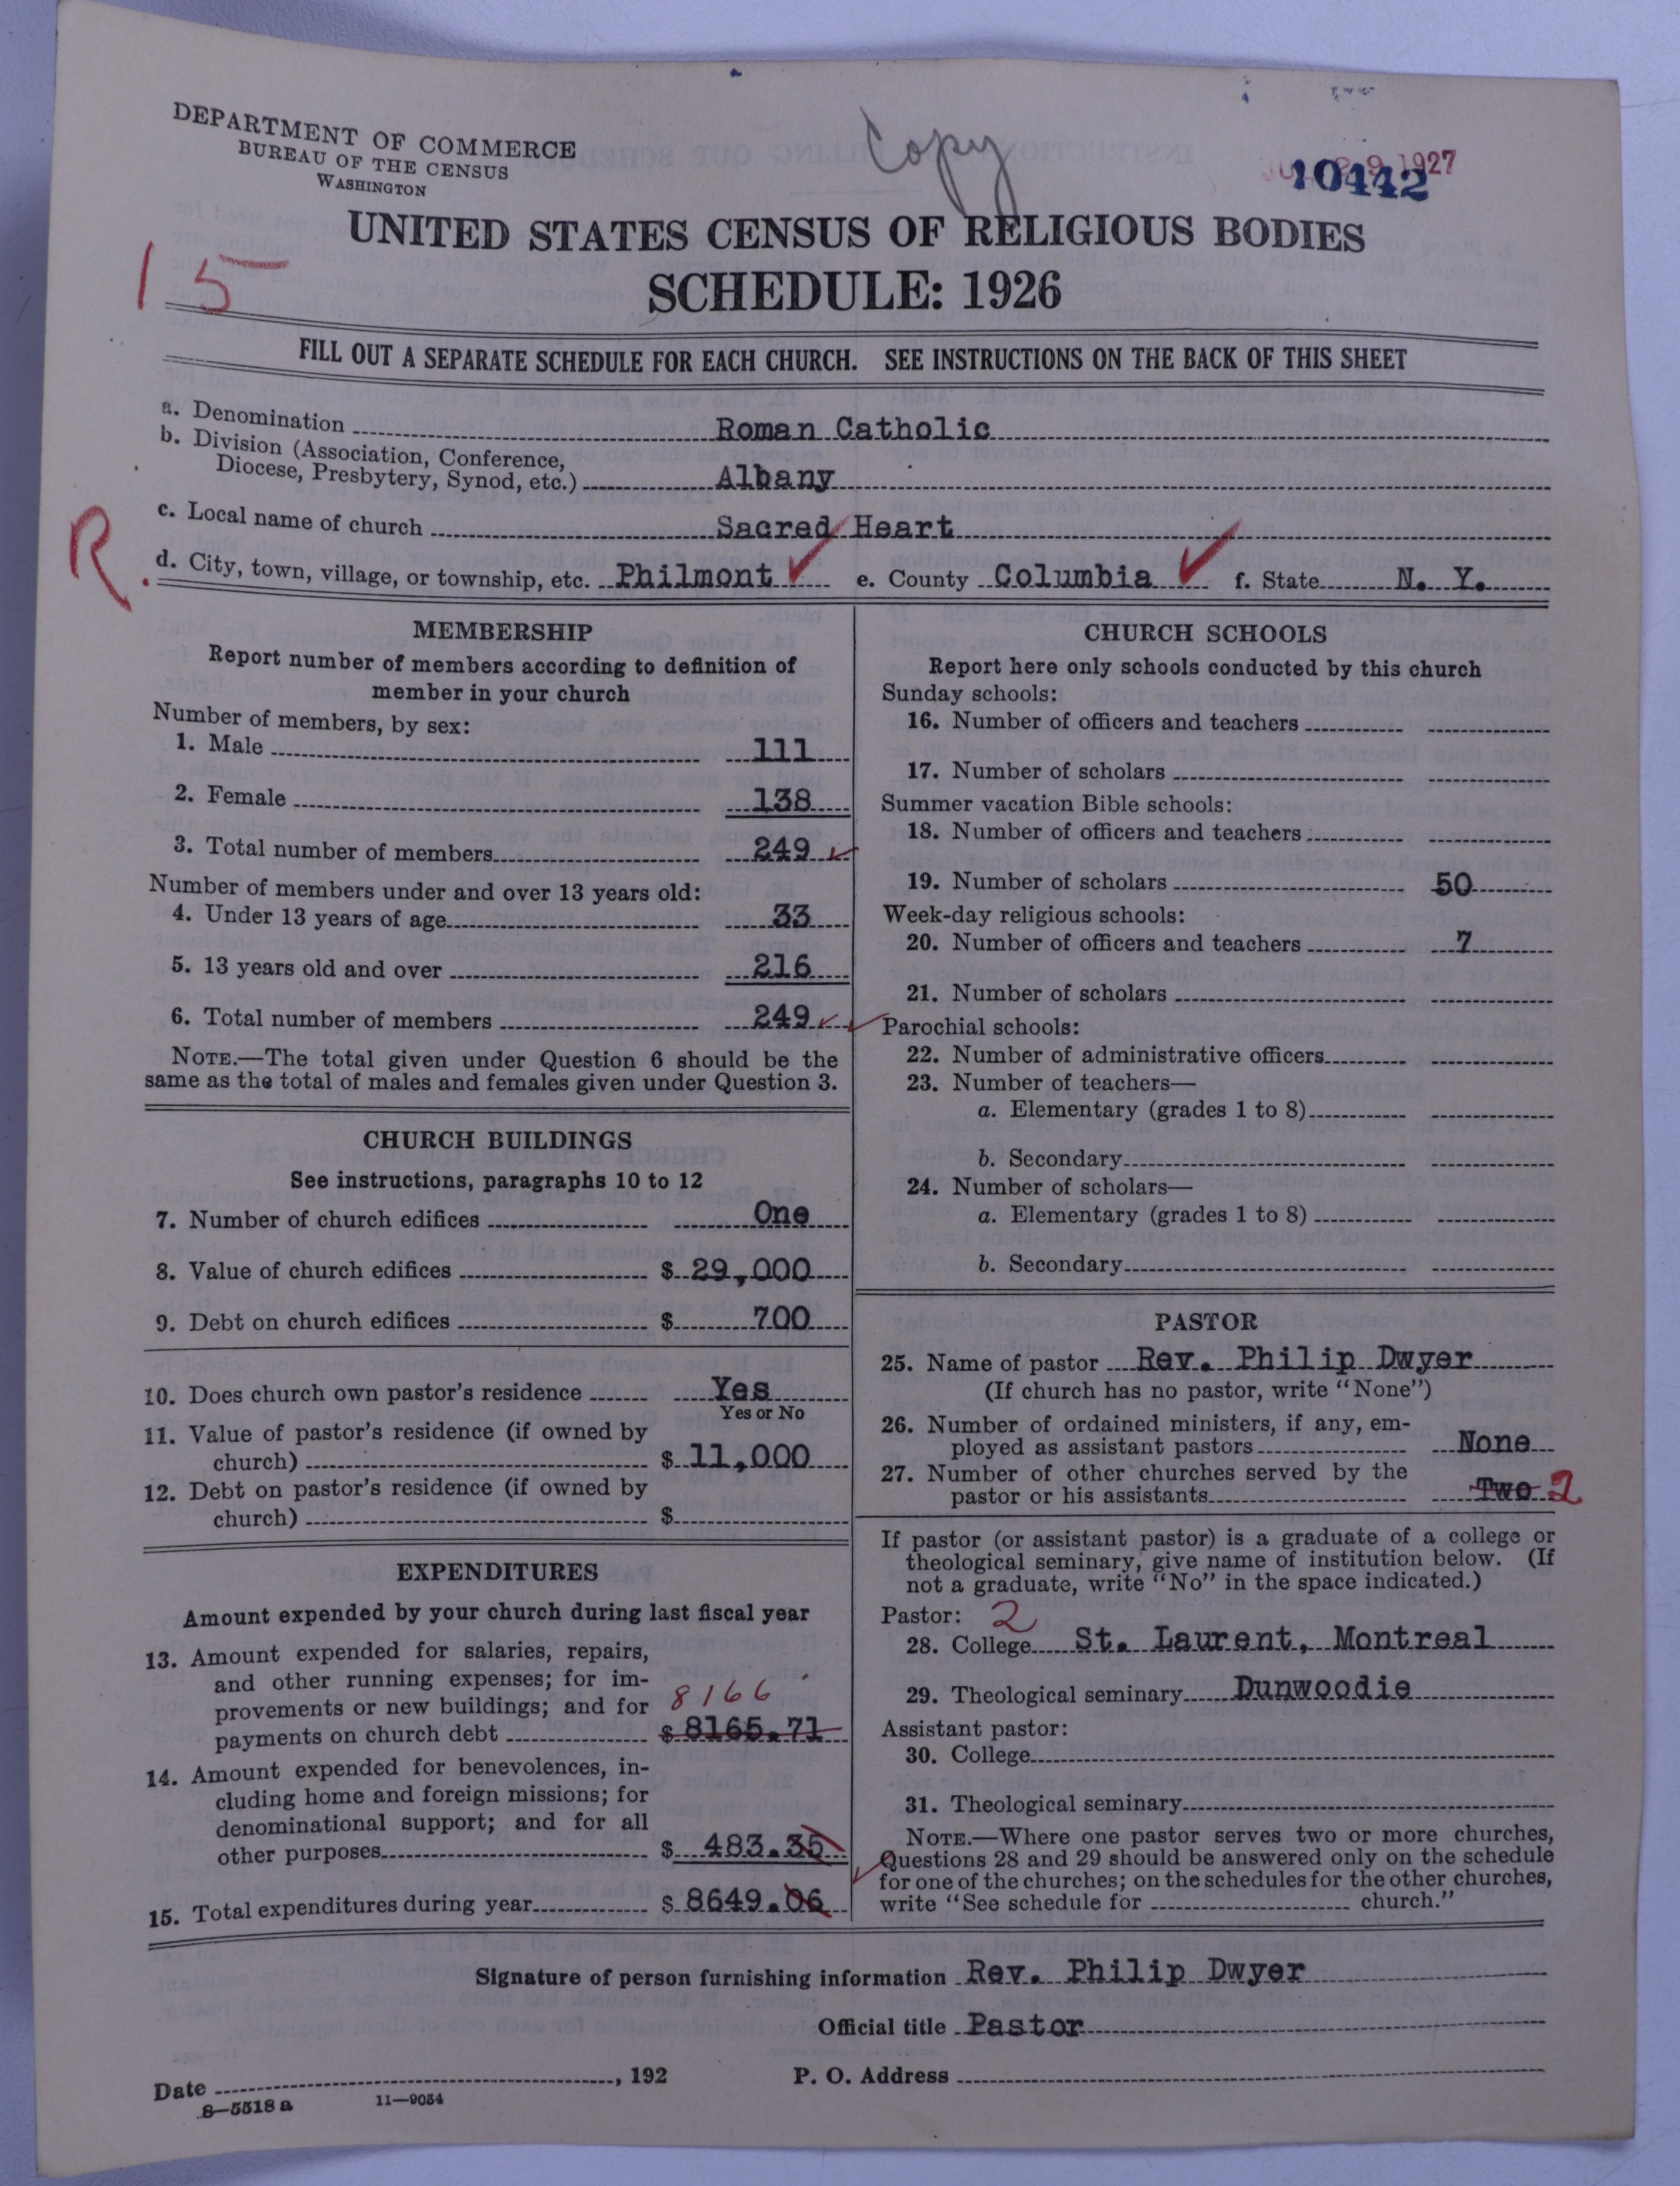 DEPARTMENT OF COMMERCE
BUREAU OF THE CENSUS
WASHINGTON
Copy
9 1927
10442
UNITED STATES CENSUS OF RELIGIOUS BODIES
SCHEDULE: 1926
15
FILL OUT A SEPARATE SCHEDULE FOR EACH CHURCH. SEE INSTRUCTIONS ON THE BACK OF THIS SHEET
a. Denomination Roman Catholic
b. Division (Association, Conference,
Diocese, Presbytery, Synod, etc.) Albany
c. Local name of church Sacred Heart
R.
d. City, town, village, or township, etc. Philmont e. County Columbia f. State N. Y.
MEMBERSHIP
Report number of members according to definition of
member in your church
Number of members, by sex:
1. Male 111
2. Female 138
3. Total number of members 249
Number of members under and over 13 years old:
4. Under 13 years of age 33
5. 13 years old and over 216
6. Total number of members 249
NOTE.—The total given under Question 6 should be the
same as the total of males and females given under Question 3.
CHURCH BUILDINGS
See instructions, paragraphs 10 to 12
7. Number of church edifices One
8. Value of church edifices $ 29,000
9. Debt on church edifices $ 700
10. Does church own pastor's residence Yes
Yes or No
11. Value of pastor's residence (if owned by
church) $ 11,000
12. Debt on pastor's residence (if owned by
church) $
EXPENDITURES
Amount expended by your church during last fiscal year
13. Amount expended for salaries, repairs,
and other running expenses; for im-
provements or new buildings; and for 8166
payments on church debt $ 8165.71
14. Amount expended for benevolences, in-
cluding home and foreign missions; for
denominational support; and for all
other purposes $ 483.35
15. Total expenditures during year $ 8649.06
CHURCH SCHOOLS
Report here only schools conducted by this church
Sunday schools:
16. Number of officers and teachers
17. Number of scholars
Summer vacation Bible schools:
18. Number of officers and teachers
19. Number of scholars 50
Week-day religious schools:
20. Number of officers and teachers 7
21. Number of scholars
Parochial schools:
22. Number of administrative officers
23. Number of teachers—
a. Elementary (grades 1 to 8)
b. Secondary
24. Number of scholars—
a. Elementary (grades 1 to 8)
b. Secondary
PASTOR
25. Name of pastor Rev. Philip Dwyer
(If church has no pastor, write "None")
26. Number of ordained ministers, if any, em-
ployed as assistant pastors None
27. Number of other churches served by the
pastor or his assistants Two 2
If pastor (or assistant pastor) is a graduate of a college or
theological seminary, give name of institution below. (If
not a graduate, write "No" in the space indicated.)
Pastor: 2
28. College St. Laurent, Montreal
29. Theological seminary Dunwoodie
Assistant pastor:
30. College
31. Theological seminary
NOTE.—Where one pastor serves two or more churches,
Questions 28 and 29 should be answered only on the schedule
for one of the churches; on the schedules for the other churches,
write "See schedule for church."
Signature of person furnishing information Rev. Philip Dwyer
Official title Pastor
Date , 192 P. O. Address
8—5518 a 11—9054